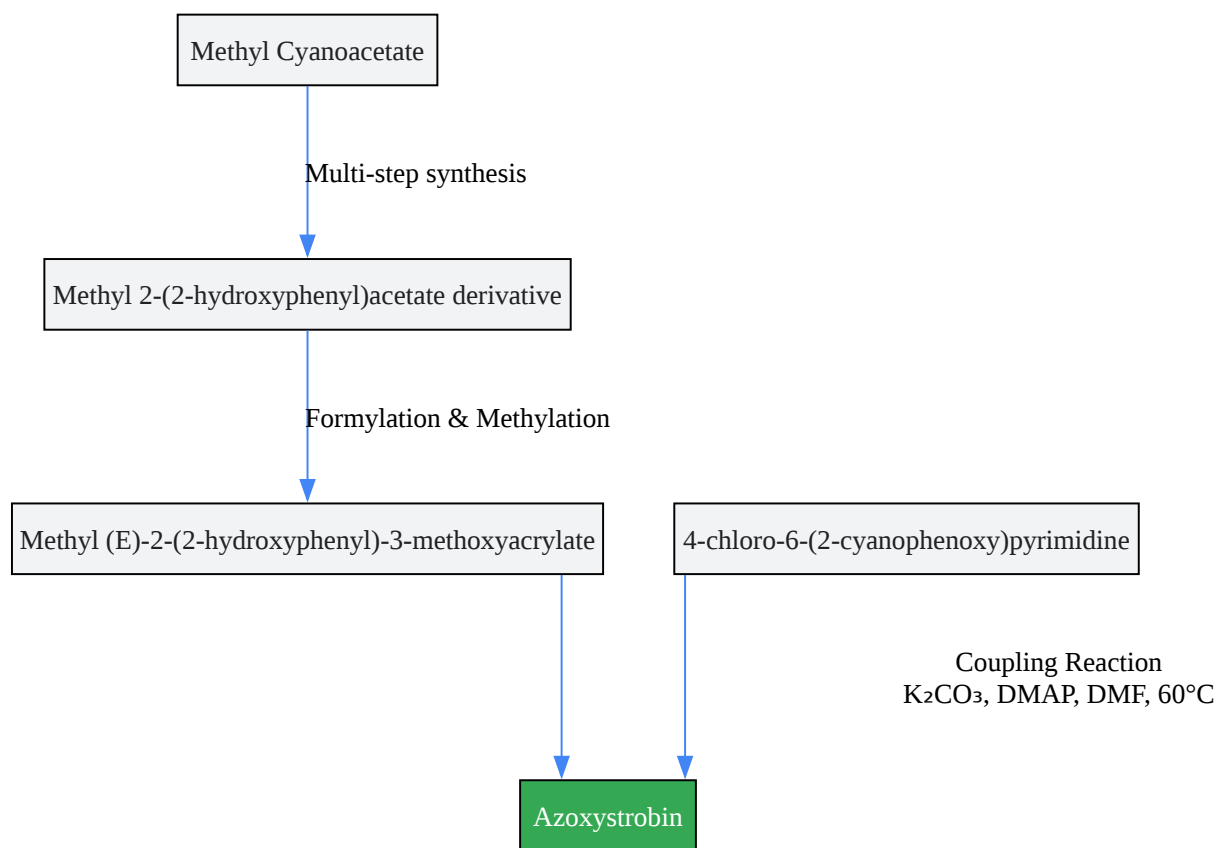 Methyl Cyanoacetate
Multi-step synthesis
Methyl 2-(2-hydroxyphenyl)acetate derivative
Formylation & Methylation
Methyl (E)-2-(2-hydroxyphenyl)-3-methoxyacrylate
4-chloro-6-(2-cyanophenoxy)pyrimidine
Coupling Reaction
K₂CO₃, DMAP, DMF, 60°C
Azoxystrobin